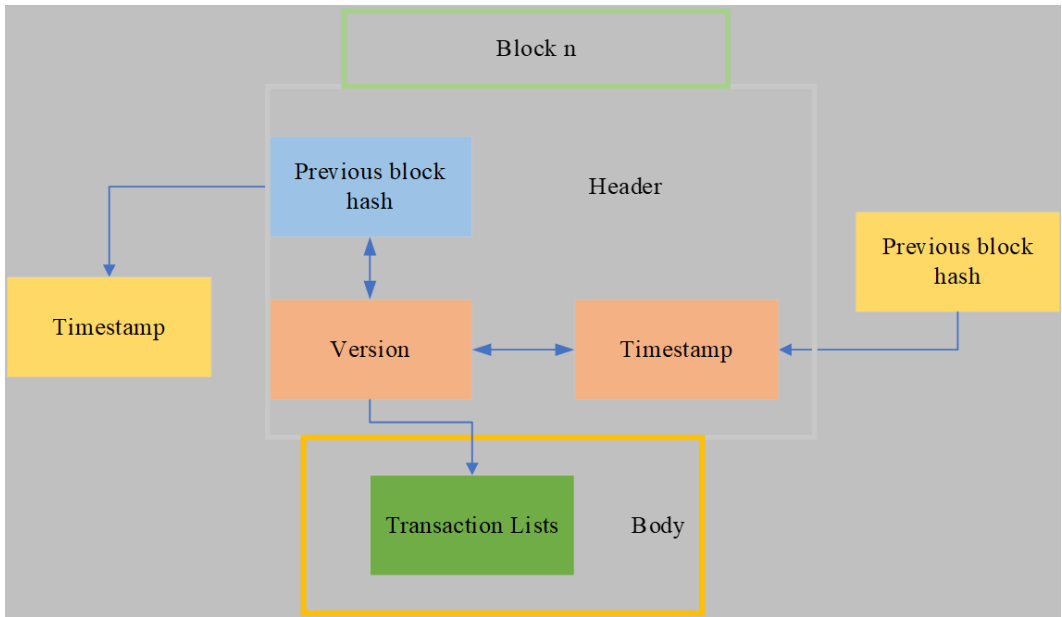 Block n
Previous block
hash
Header
Previous block
hash
Timestamp
Version
Timestamp
Transaction Lists
Body